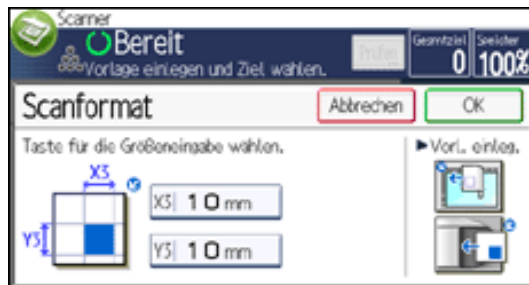 Scanner
Bereit
Vorlage einlegen und Ziel wählen.
Prüfen
Gesmtziel
0
Speicher
100%
Scanformat
Abbrechen
OK
Taste für die Größeneingabe wählen.
►Vorl. einleg.
X3
Y3
X3 10 mm
Y3 10 mm